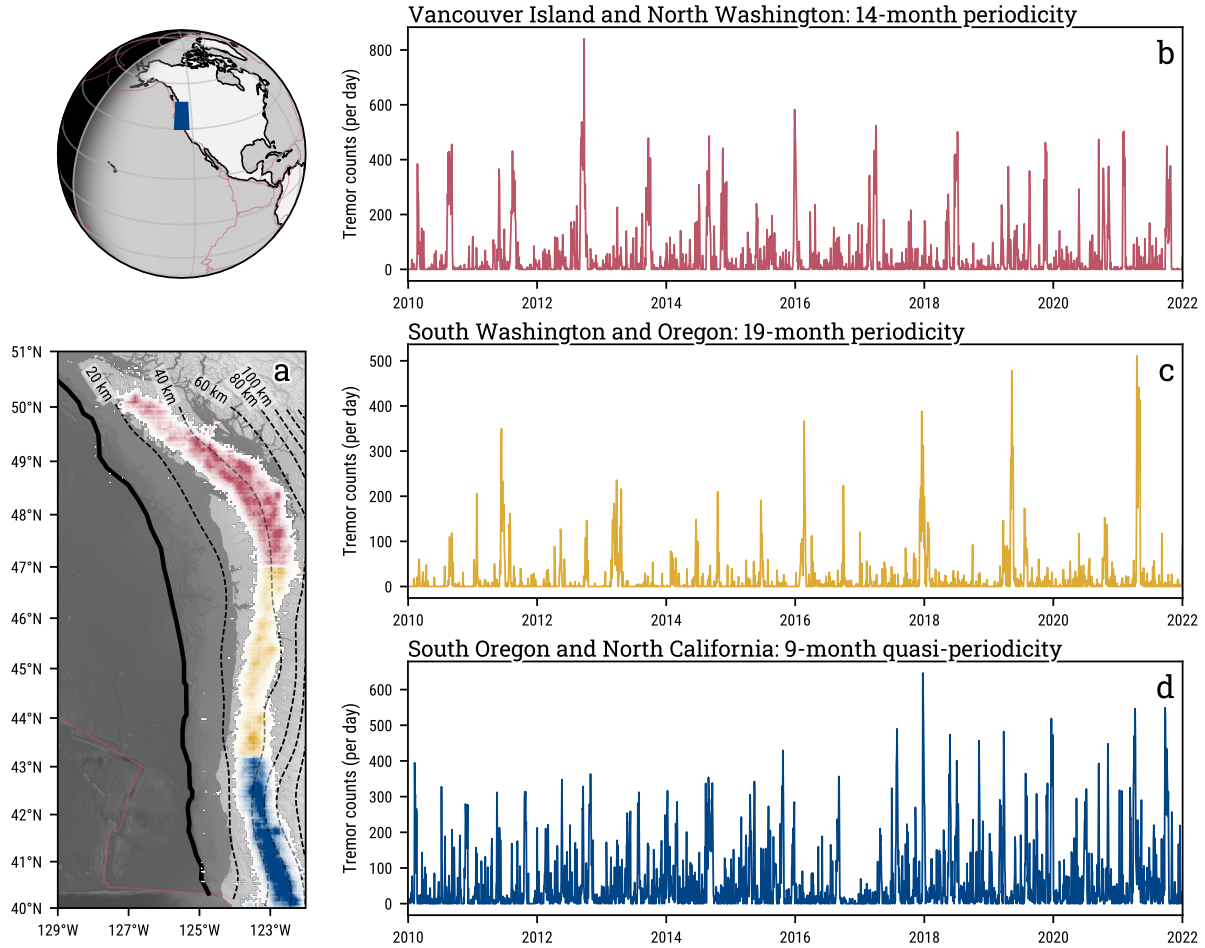 Vancouver Island and North Washington: 14-month periodicity
b
Tremor counts (per day)
800
600
400
200
0
2010 2012 2014 2016 2018 2020 2022
South Washington and Oregon: 19-month periodicity
c
Tremor counts (per day)
500
400
300
200
100
0
2010 2012 2014 2016 2018 2020 2022
South Oregon and North California: 9-month quasi-periodicity
d
Tremor counts (per day)
600
500
400
300
200
100
0
2010 2012 2014 2016 2018 2020 2022
a
20 km
40 km
60 km
80 km
100 km
51°N
50°N
49°N
48°N
47°N
46°N
45°N
44°N
43°N
42°N
41°N
40°N
129°W 127°W 125°W 123°W